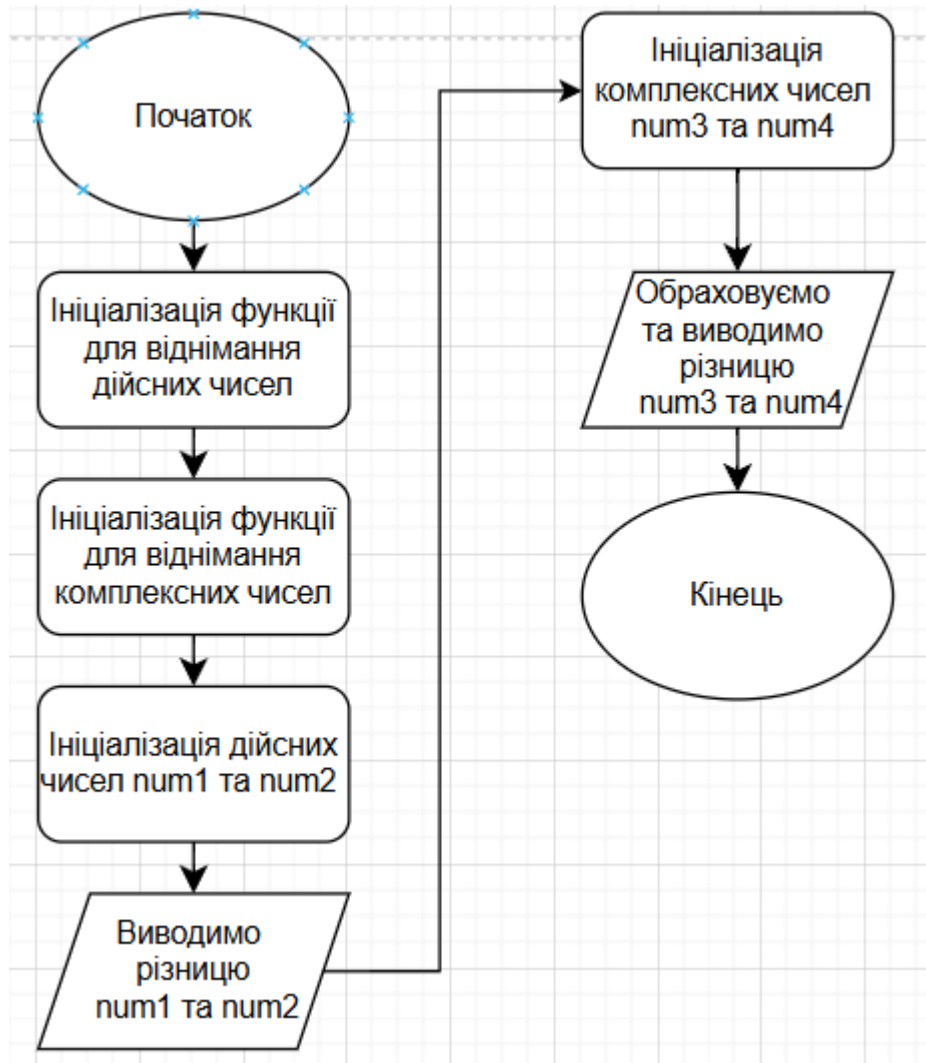 Початок
Ініціалізація функції
для віднімання
дійсних чисел
Ініціалізація функції
для віднімання
комплексних чисел
Ініціалізація дійсних
чисел num1 та num2
Виводимо
різницю
num1 та num2
Ініціалізація
комплексних чисел
num3 та num4
Обраховуємо
та виводимо
різницю
num3 та num4
Кінець